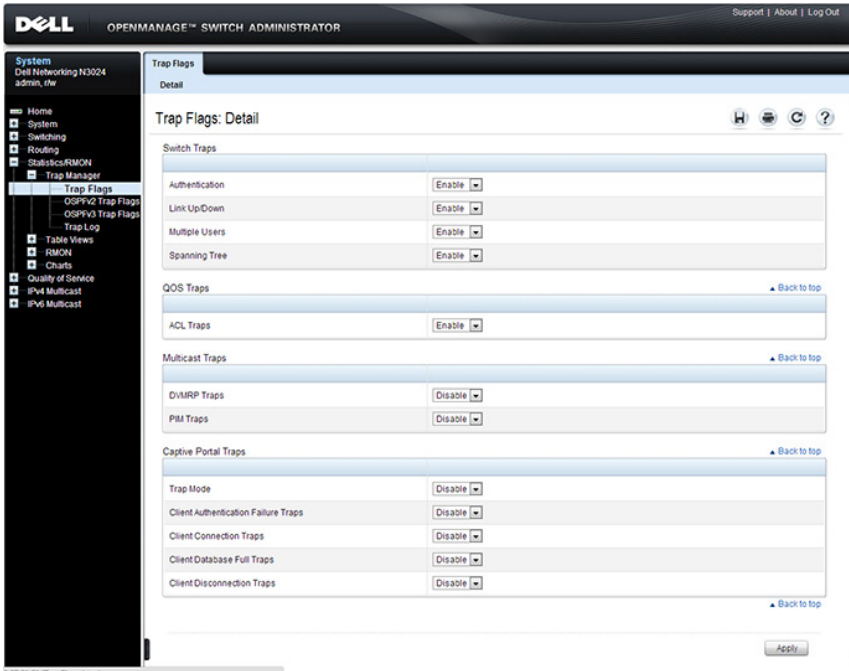 DELL
OPENMANAGE™ SWITCH ADMINISTRATOR
Support | About | Log Out
System
Dell Networking N3024
admin, r/w
Home
System
Switching
Routing
Statistics/RMON
Trap Manager
Trap Flags
OSPFv2 Trap Flags
OSPFv3 Trap Flags
Trap Log
Table Views
RMON
Charts
Quality of Service
IPv4 Multicast
IPv6 Multicast
Trap Flags
Detail
Trap Flags: Detail
Switch Traps
Authentication Enable
Link Up/Down Enable
Multiple Users Enable
Spanning Tree Enable
QOS Traps Back to top
ACL Traps Enable
Multicast Traps Back to top
DVMRP Traps Disable
PIM Traps Disable
Captive Portal Traps Back to top
Trap Mode Disable
Client Authentication Failure Traps Disable
Client Connection Traps Disable
Client Database Full Traps Disable
Client Disconnection Traps Disable
Back to top
Apply